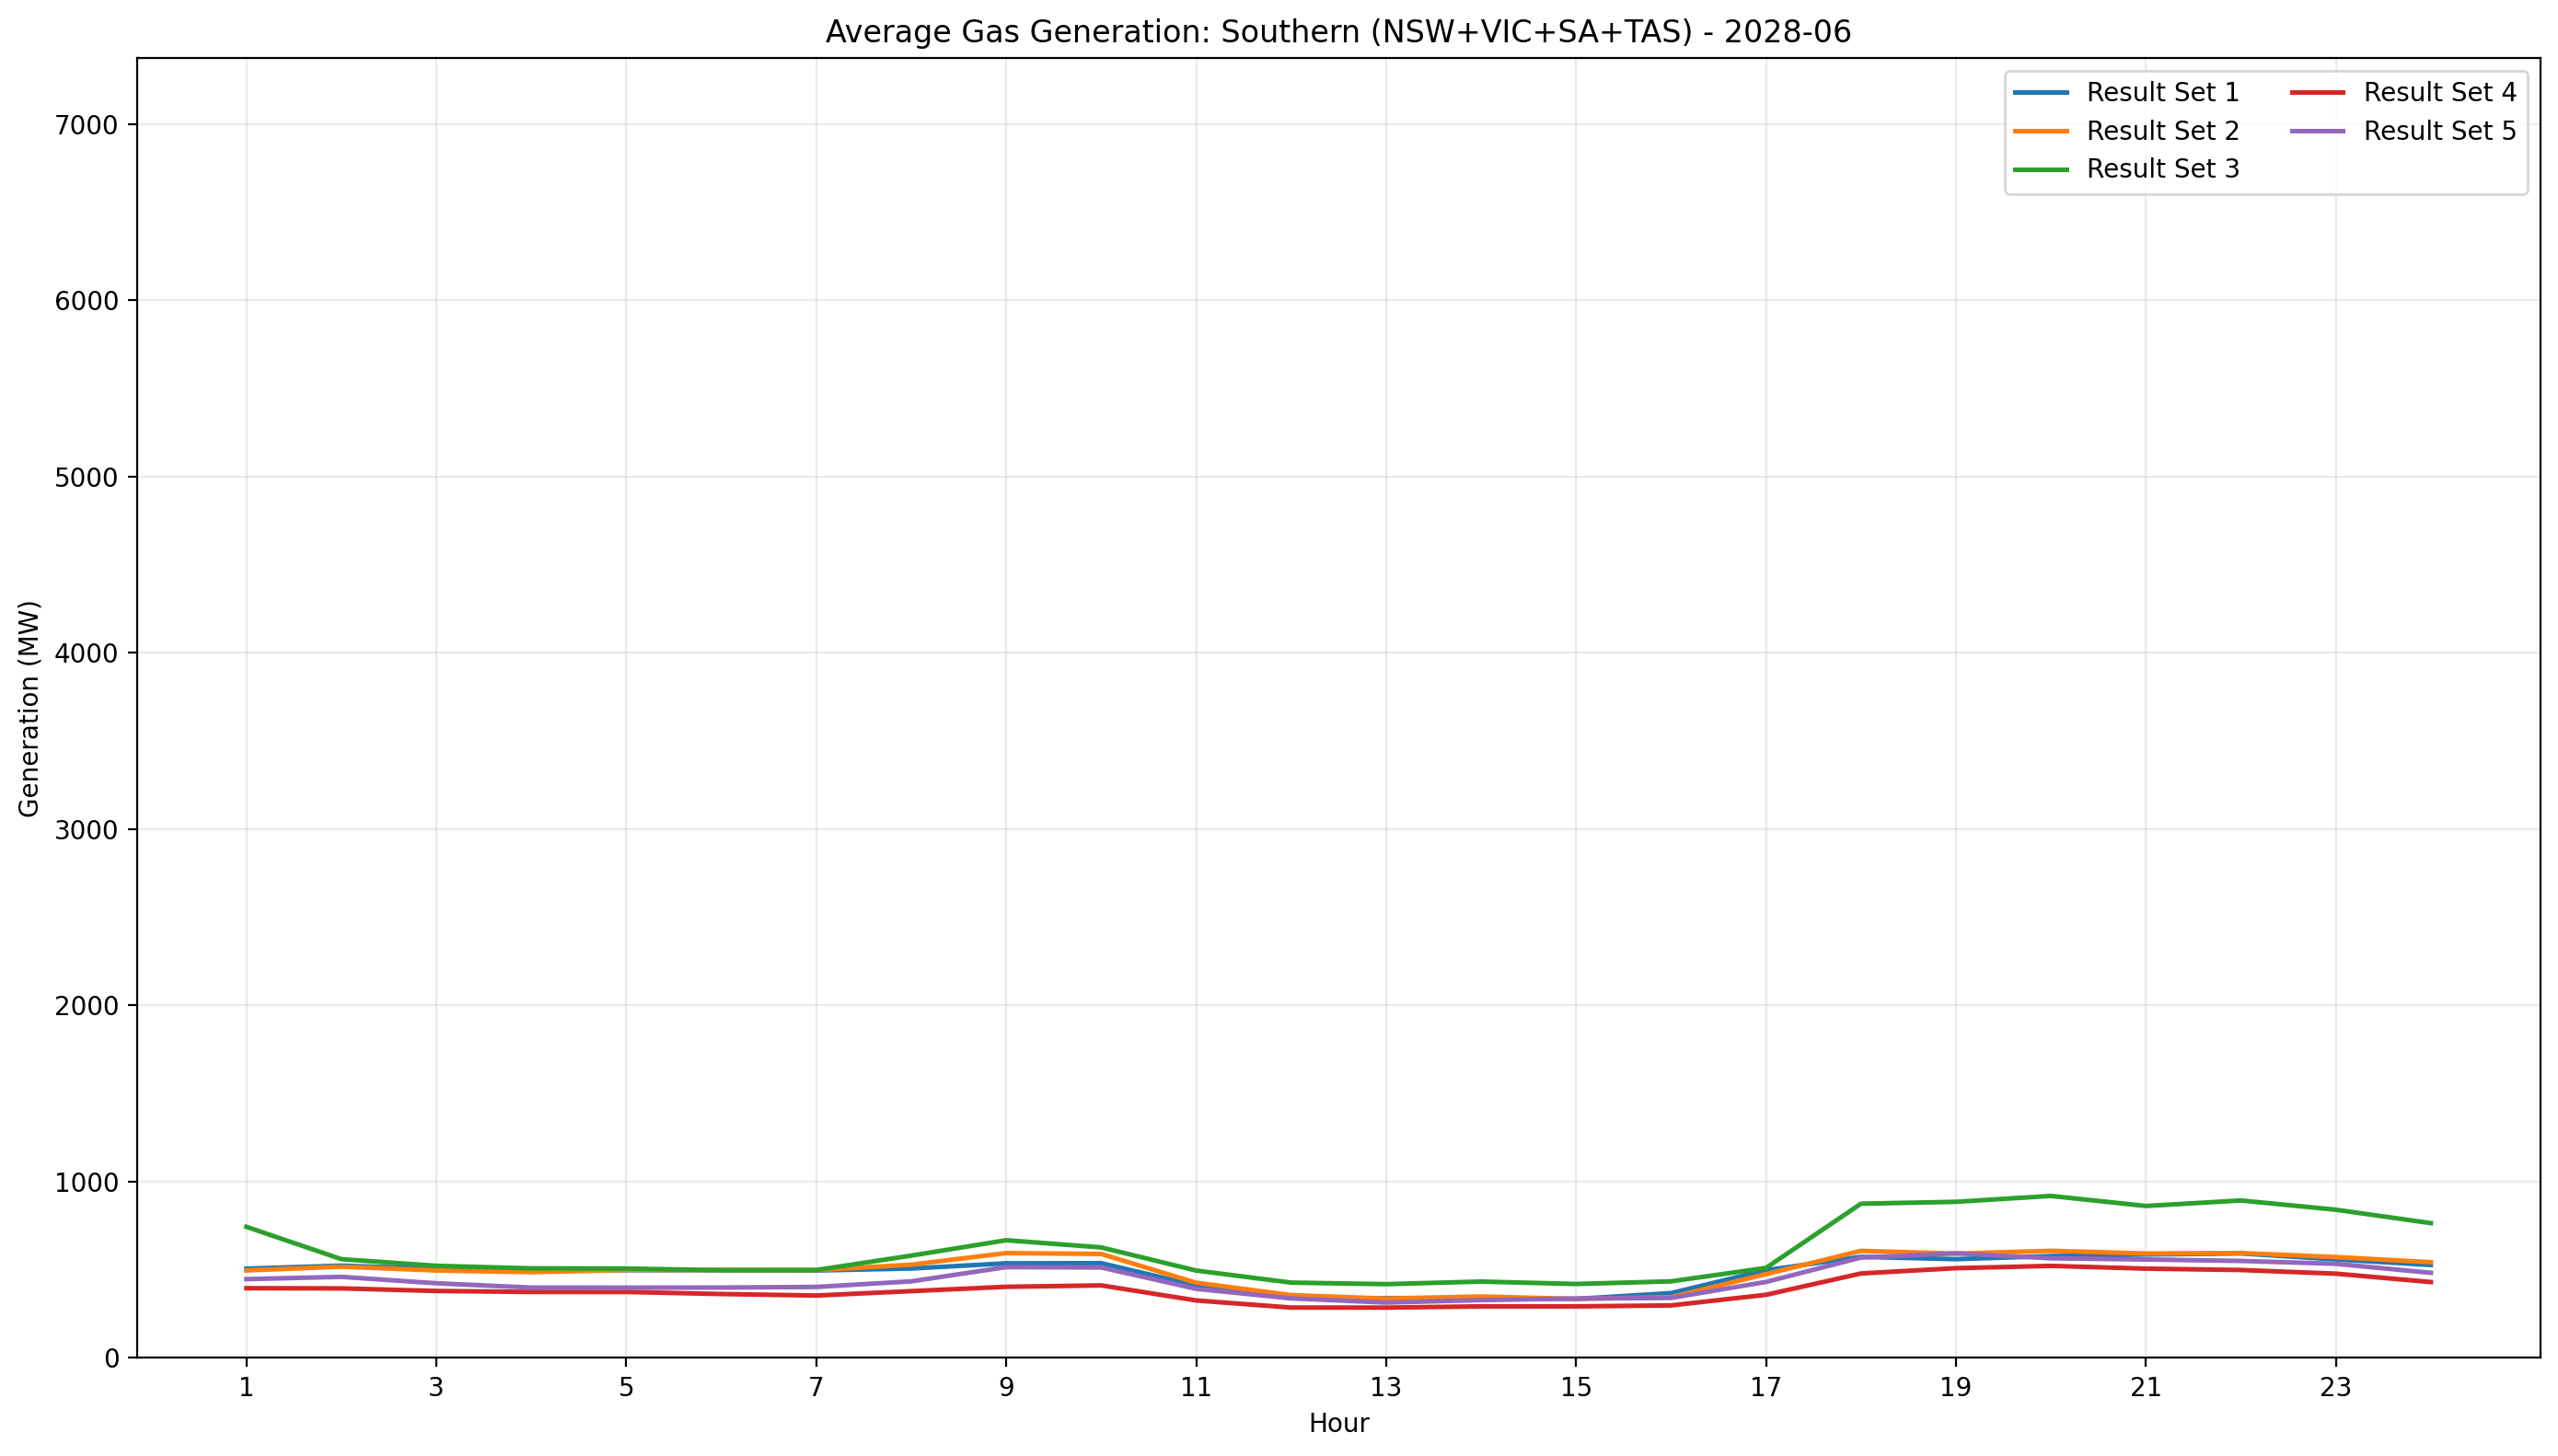 Average Gas Generation: Southern (NSW+VIC+SA+TAS) - 2028-06
Result Set 1
Result Set 2
Result Set 3
Result Set 4
Result Set 5
Generation (MW)
7000
6000
5000
4000
3000
2000
1000
0
1 3 5 7 9 11 13 15 17 19 21 23
Hour